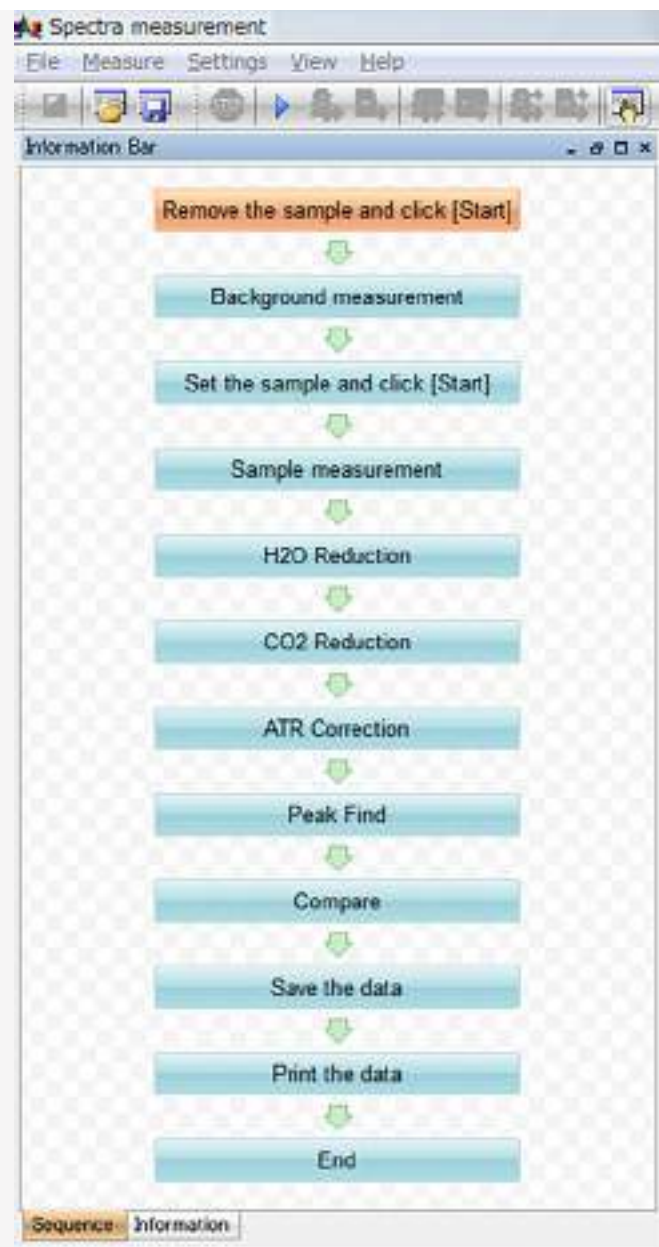 Spectra measurement
File Measure Settings View Help
Information Bar
Remove the sample and click [Start]
Background measurement
Set the sample and click [Start]
Sample measurement
H2O Reduction
CO2 Reduction
ATR Correction
Peak Find
Compare
Save the data
Print the data
End
Sequence Information